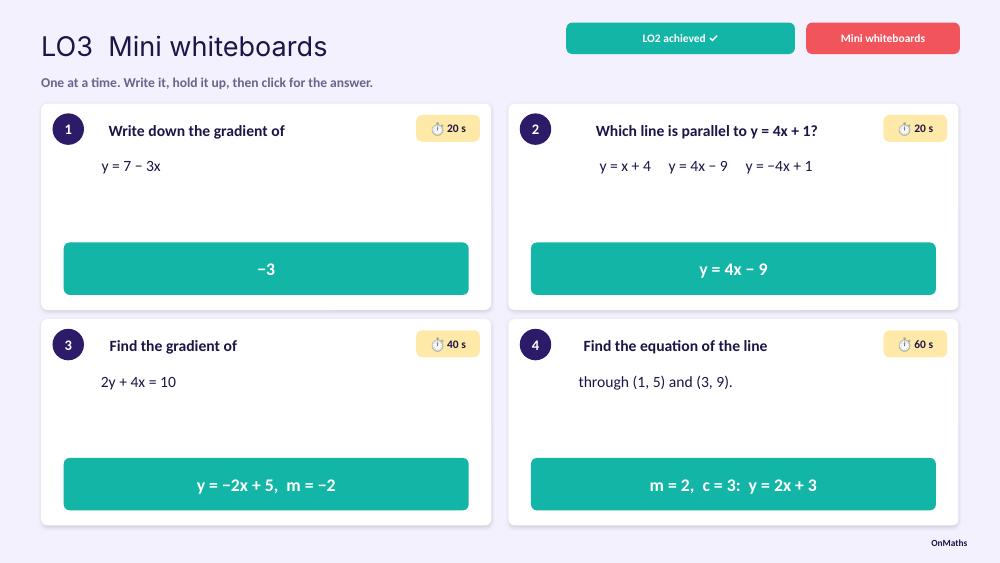 LO3 Mini whiteboards
LO2 achieved ✓
Mini whiteboards
One at a time. Write it, hold it up, then click for the answer.
1
Write down the gradient of
⏱ 20 s
y = 7 − 3x
−3
2
Which line is parallel to y = 4x + 1?
⏱ 20 s
y = x + 4 y = 4x − 9 y = −4x + 1
y = 4x − 9
3
Find the gradient of
⏱ 40 s
2y + 4x = 10
y = −2x + 5, m = −2
4
Find the equation of the line
⏱ 60 s
through (1, 5) and (3, 9).
m = 2, c = 3: y = 2x + 3
OnMaths